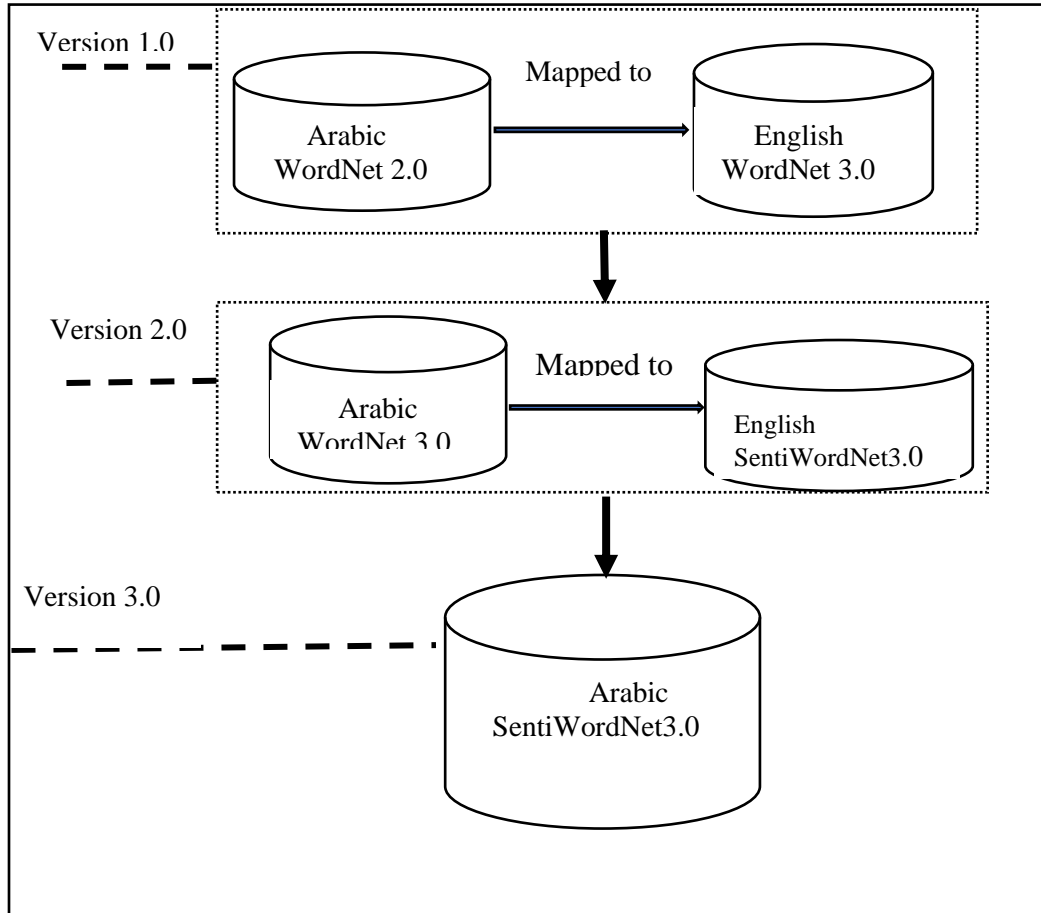 Version 1.0
Mapped to
Arabic
WordNet 2.0
English
WordNet 3.0
Version 2.0
Mapped to
Arabic
WordNet 3.0
English
SentiWordNet3.0
Version 3.0
Arabic
SentiWordNet3.0